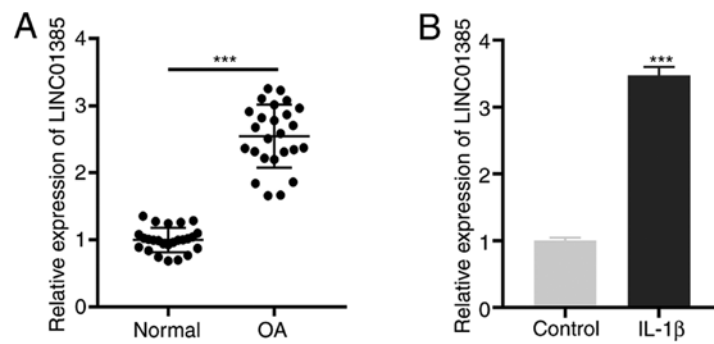 A
Relative expression of LINC01385
4
3
2
1
0
***
Normal
OA
B
Relative expression of LINC01385
4
3
2
1
0
***
Control
IL-1β